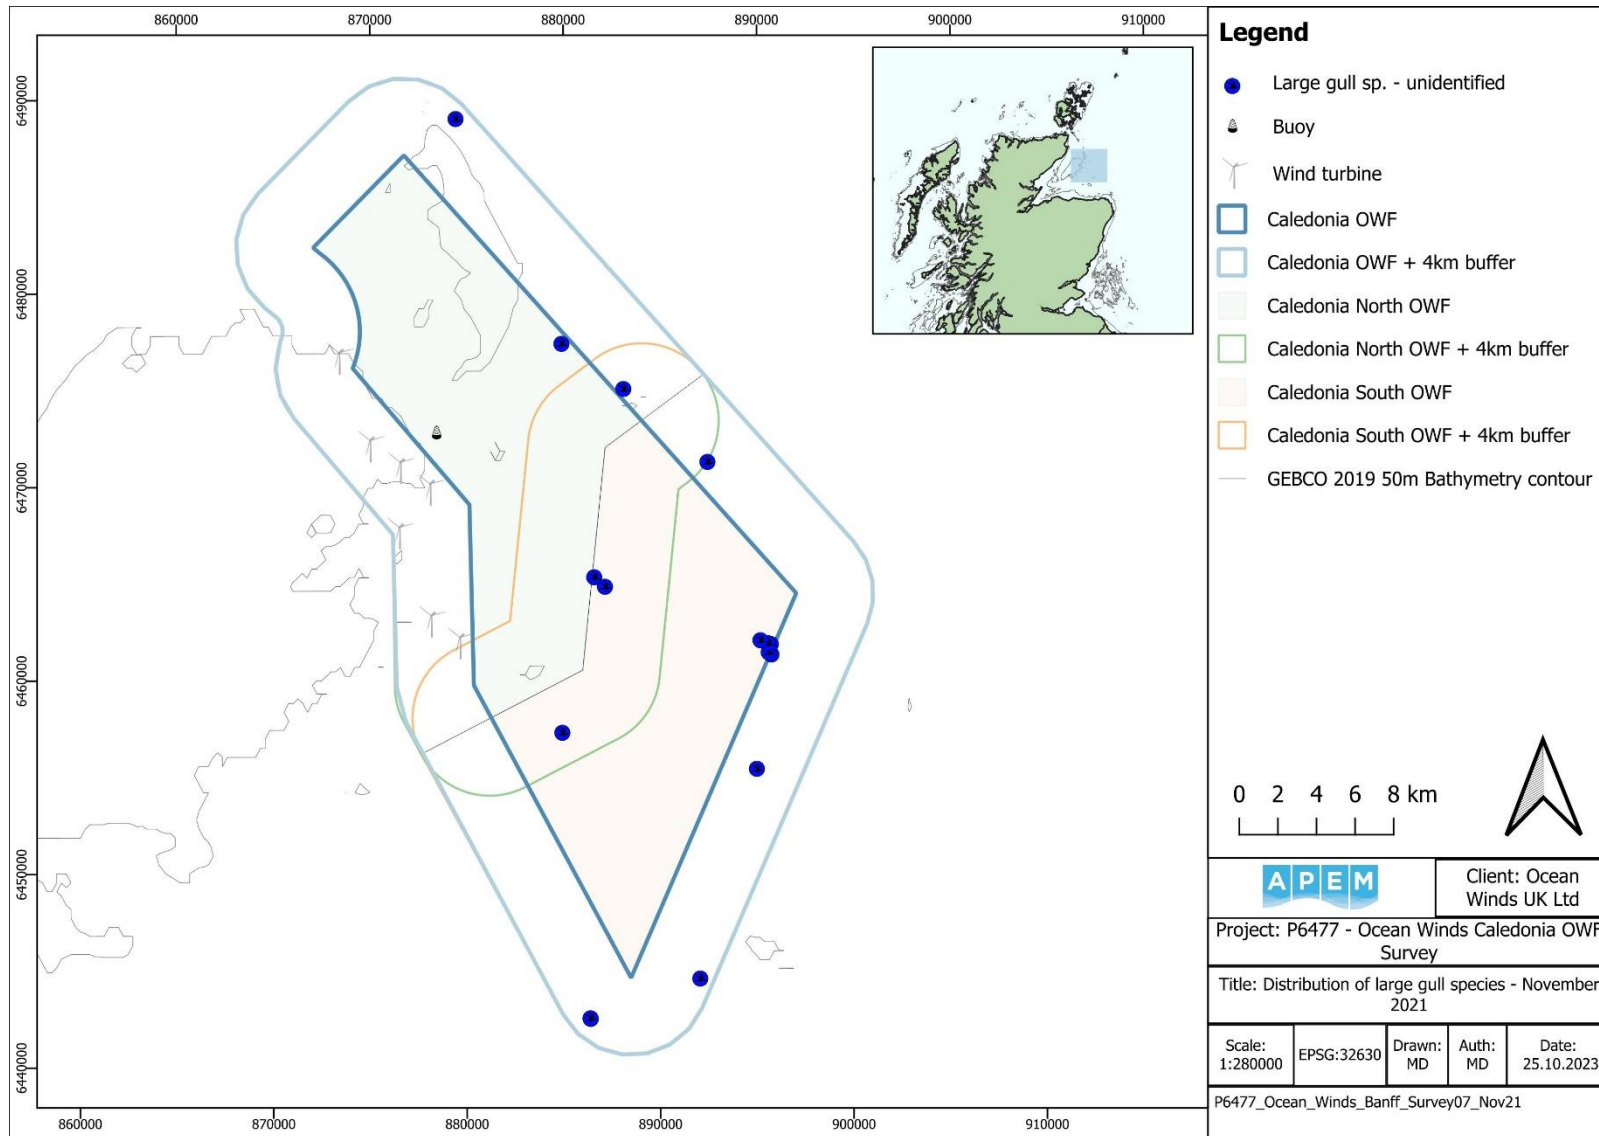 860000 870000 880000 890000 900000 910000
6490000
6480000
6470000
6460000
6450000
6440000
860000 870000 880000 890000 900000 910000
Legend
Large gull sp. - unidentified
Buoy
Wind turbine
Caledonia OWF
Caledonia OWF + 4km buffer
Caledonia North OWF
Caledonia North OWF + 4km buffer
Caledonia South OWF
Caledonia South OWF + 4km buffer
GEBCO 2019 50m Bathymetry contour
0 2 4 6 8 km
APEM
Client: Ocean
Winds UK Ltd
Project: P6477 - Ocean Winds Caledonia OWF
Survey
Title: Distribution of large gull species - November
2021
Scale:
1:280000
EPSG:32630
Drawn:
MD
Auth:
MD
Date:
25.10.2023
P6477_Ocean_Winds_Banff_Survey07_Nov21